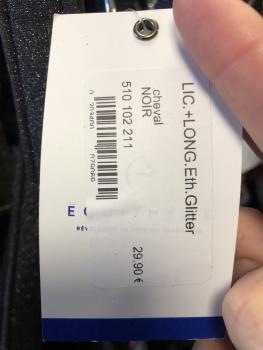 LIC.+LONG.Eth.Glitter
cheval
NOIR
510 102 211
29,90 €